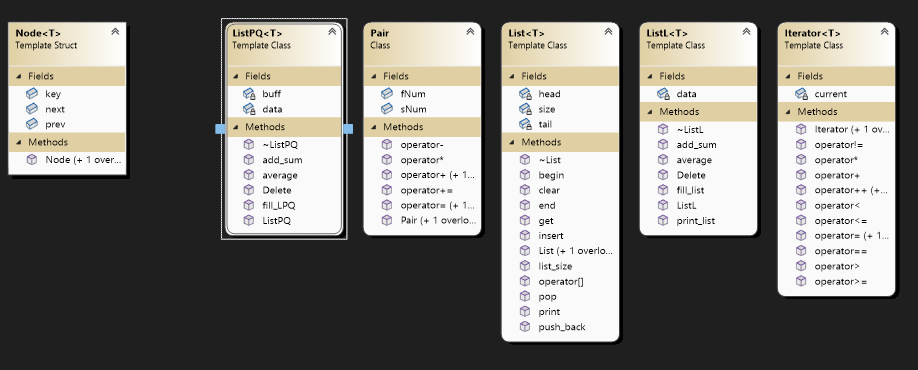 Node<T>
Template Struct
Fields
key
next
prev
Methods
Node (+ 1 over...
ListPQ<T>
Template Class
Fields
buff
data
Methods
~ListPQ
add_sum
average
Delete
fill_LPQ
ListPQ
Pair
Class
Fields
fNum
sNum
Methods
operator-
operator*
operator+ (+ 1...
operator+=
operator= (+ 1...
Pair (+ 1 overlo...
List<T>
Template Class
Fields
head
size
tail
Methods
~List
begin
clear
end
get
insert
List (+ 1 overlo...
list_size
operator[]
pop
print
push_back
ListL<T>
Template Class
Fields
data
Methods
~ListL
add_sum
average
Delete
fill_list
ListL
print_list
Iterator<T>
Template Class
Fields
current
Methods
Iterator (+ 1 ov...
operator!=
operator*
operator+
operator++ (+...
operator<
operator<=
operator= (+ 1...
operator==
operator>
operator>=